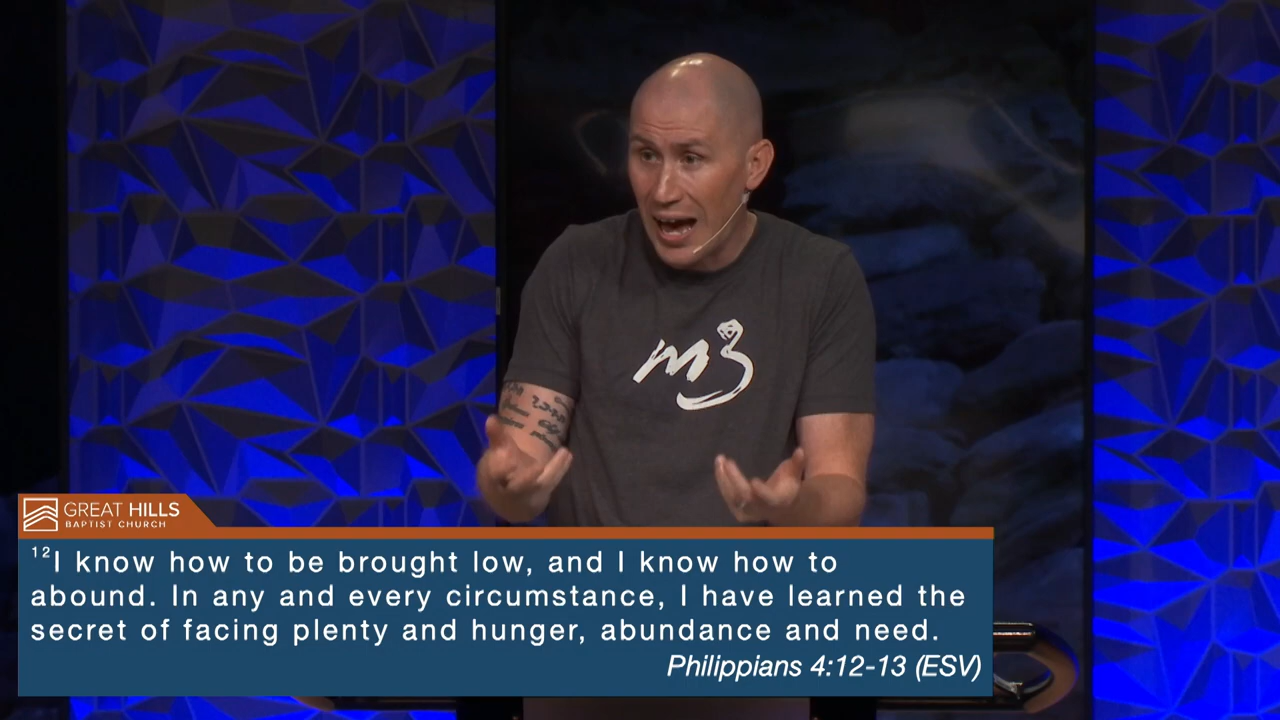 m3
GREAT HILLS
BAPTIST CHURCH
¹²I know how to be brought low, and I know how to
abound. In any and every circumstance, I have learned the
secret of facing plenty and hunger, abundance and need.
Philippians 4:12-13 (ESV)